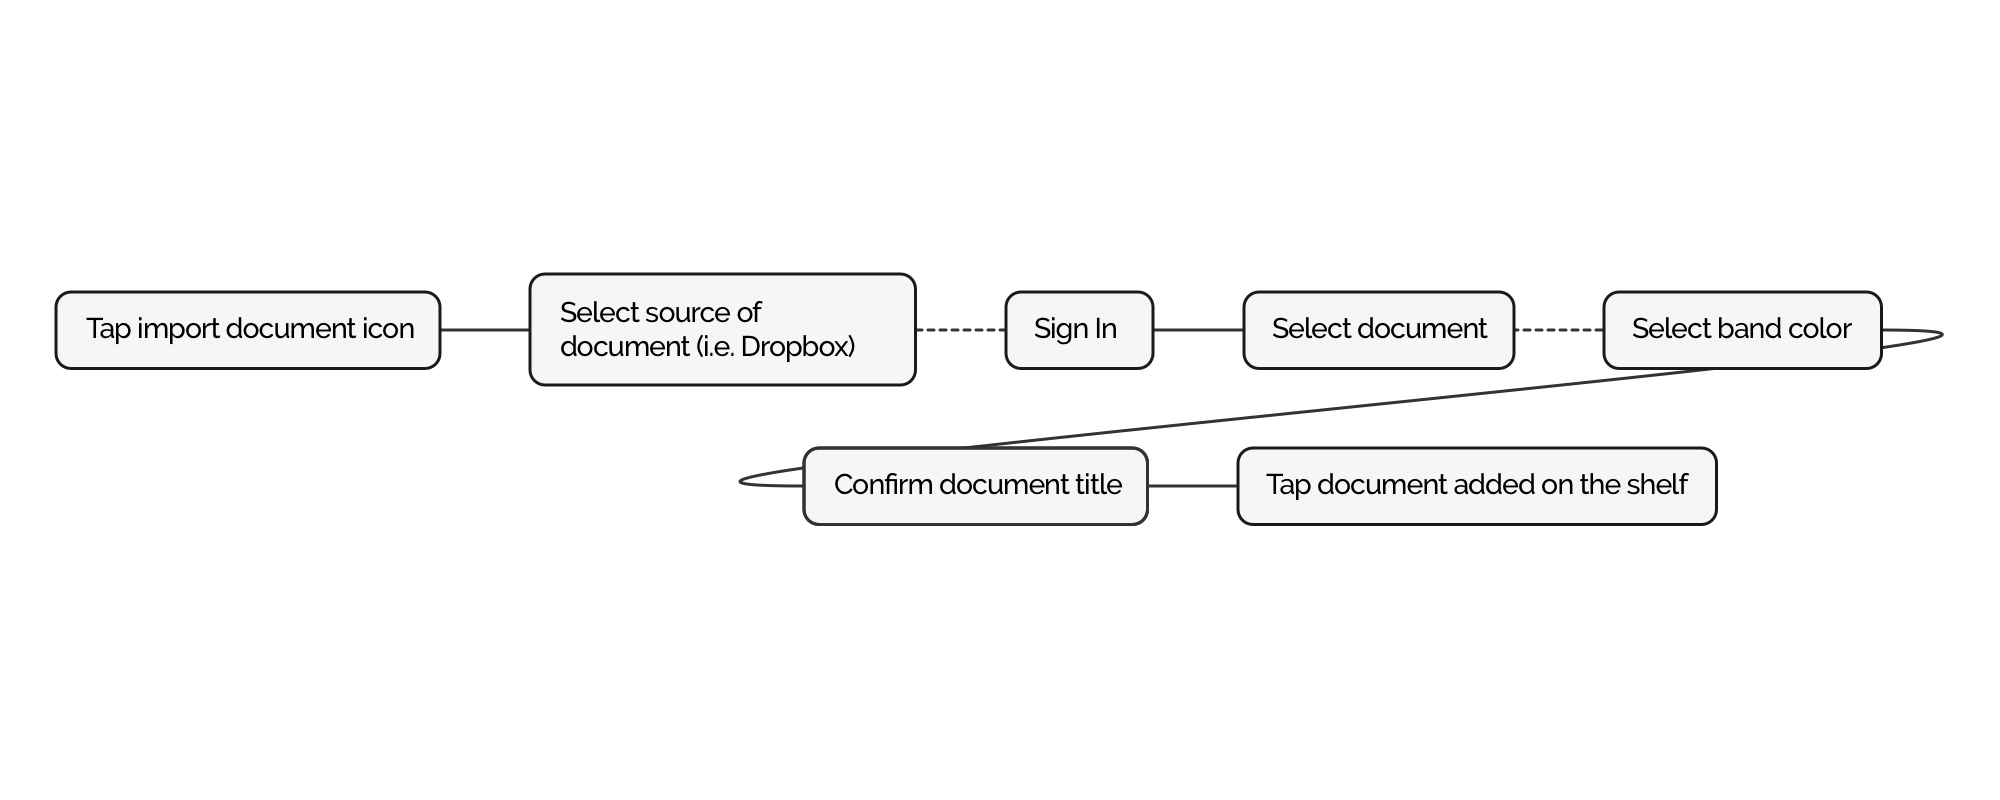 Tap import document icon
Select source of
document (i.e. Dropbox)
Sign In
Select document
Select band color
Confirm document title
Tap document added on the shelf